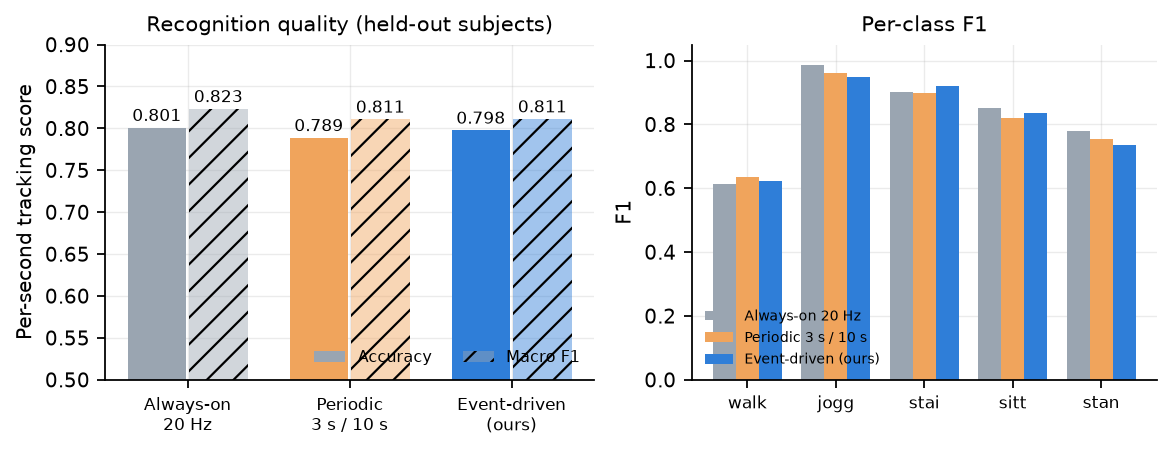 Recognition quality (held-out subjects)
Per-second tracking score
0.90
0.85
0.80
0.75
0.70
0.65
0.60
0.55
0.50
0.801
0.823
0.789
0.811
0.798
0.811
Accuracy
Macro F1
Always-on
20 Hz
Periodic
3 s / 10 s
Event-driven
(ours)
Per-class F1
F1
1.0
0.8
0.6
0.4
0.2
0.0
Always-on 20 Hz
Periodic 3 s / 10 s
Event-driven (ours)
walk
jogg
stai
sitt
stan